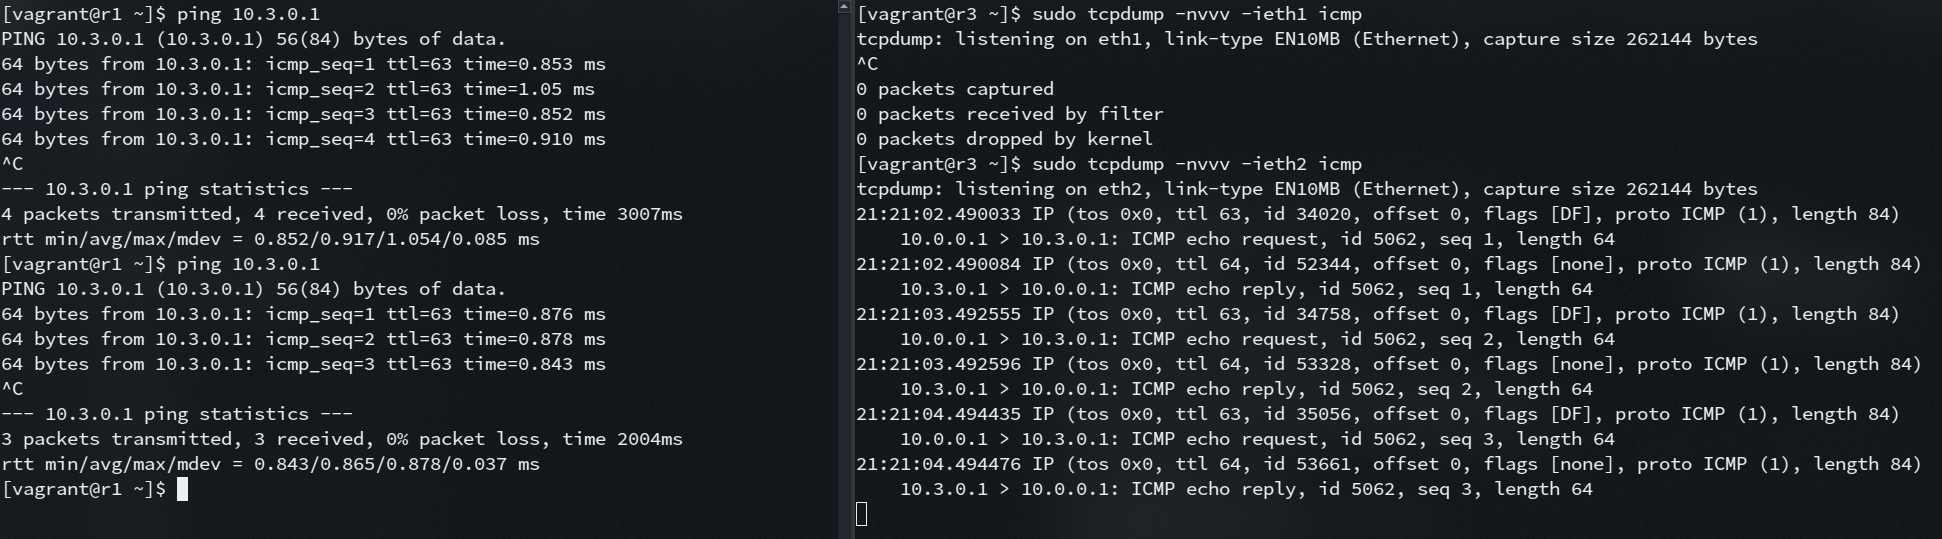 [vagrant@r1 ~]$ ping 10.3.0.1
PING 10.3.0.1 (10.3.0.1) 56(84) bytes of data.
64 bytes from 10.3.0.1: icmp_seq=1 ttl=63 time=0.853 ms
64 bytes from 10.3.0.1: icmp_seq=2 ttl=63 time=1.05 ms
64 bytes from 10.3.0.1: icmp_seq=3 ttl=63 time=0.852 ms
64 bytes from 10.3.0.1: icmp_seq=4 ttl=63 time=0.910 ms
^C
--- 10.3.0.1 ping statistics ---
4 packets transmitted, 4 received, 0% packet loss, time 3007ms
rtt min/avg/max/mdev = 0.852/0.917/1.054/0.085 ms
[vagrant@r1 ~]$ ping 10.3.0.1
PING 10.3.0.1 (10.3.0.1) 56(84) bytes of data.
64 bytes from 10.3.0.1: icmp_seq=1 ttl=63 time=0.876 ms
64 bytes from 10.3.0.1: icmp_seq=2 ttl=63 time=0.878 ms
64 bytes from 10.3.0.1: icmp_seq=3 ttl=63 time=0.843 ms
^C
--- 10.3.0.1 ping statistics ---
3 packets transmitted, 3 received, 0% packet loss, time 2004ms
rtt min/avg/max/mdev = 0.843/0.865/0.878/0.037 ms
[vagrant@r1 ~]$
[vagrant@r3 ~]$ sudo tcpdump -nvvv -ieth1 icmp
tcpdump: listening on eth1, link-type EN10MB (Ethernet), capture size 262144 bytes
^C
0 packets captured
0 packets received by filter
0 packets dropped by kernel
[vagrant@r3 ~]$ sudo tcpdump -nvvv -ieth2 icmp
tcpdump: listening on eth2, link-type EN10MB (Ethernet), capture size 262144 bytes
21:21:02.490033 IP (tos 0x0, ttl 63, id 34020, offset 0, flags [DF], proto ICMP (1), length 84)
    10.0.0.1 > 10.3.0.1: ICMP echo request, id 5062, seq 1, length 64
21:21:02.490084 IP (tos 0x0, ttl 64, id 52344, offset 0, flags [none], proto ICMP (1), length 84)
    10.3.0.1 > 10.0.0.1: ICMP echo reply, id 5062, seq 1, length 64
21:21:03.492555 IP (tos 0x0, ttl 63, id 34758, offset 0, flags [DF], proto ICMP (1), length 84)
    10.0.0.1 > 10.3.0.1: ICMP echo request, id 5062, seq 2, length 64
21:21:03.492596 IP (tos 0x0, ttl 64, id 53328, offset 0, flags [none], proto ICMP (1), length 84)
    10.3.0.1 > 10.0.0.1: ICMP echo reply, id 5062, seq 2, length 64
21:21:04.494435 IP (tos 0x0, ttl 63, id 35056, offset 0, flags [DF], proto ICMP (1), length 84)
    10.0.0.1 > 10.3.0.1: ICMP echo request, id 5062, seq 3, length 64
21:21:04.494476 IP (tos 0x0, ttl 64, id 53661, offset 0, flags [none], proto ICMP (1), length 84)
    10.3.0.1 > 10.0.0.1: ICMP echo reply, id 5062, seq 3, length 64